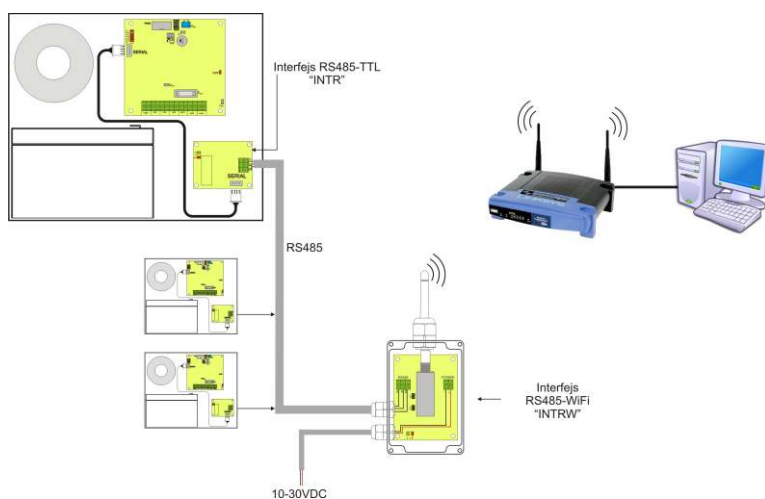 SERIAL
Interfejs RS485-TTL
"INTR"
SERIAL
RS485
Interfejs
RS485-WiFi
"INTRW"
10-30VDC